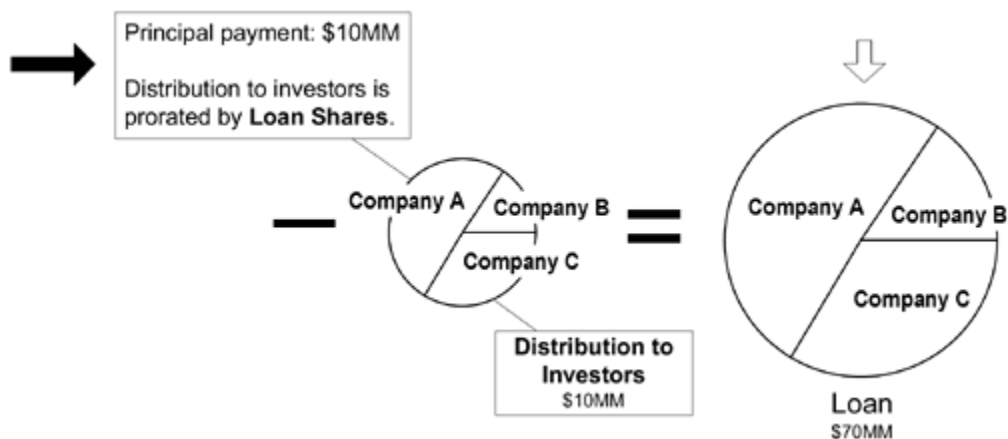 Principal payment: $10MM
Distribution to investors is
prorated by Loan Shares.
Company A
Company B
Company C
Distribution to
Investors
$10MM
Company A
Company B
Company C
Loan
$70MM